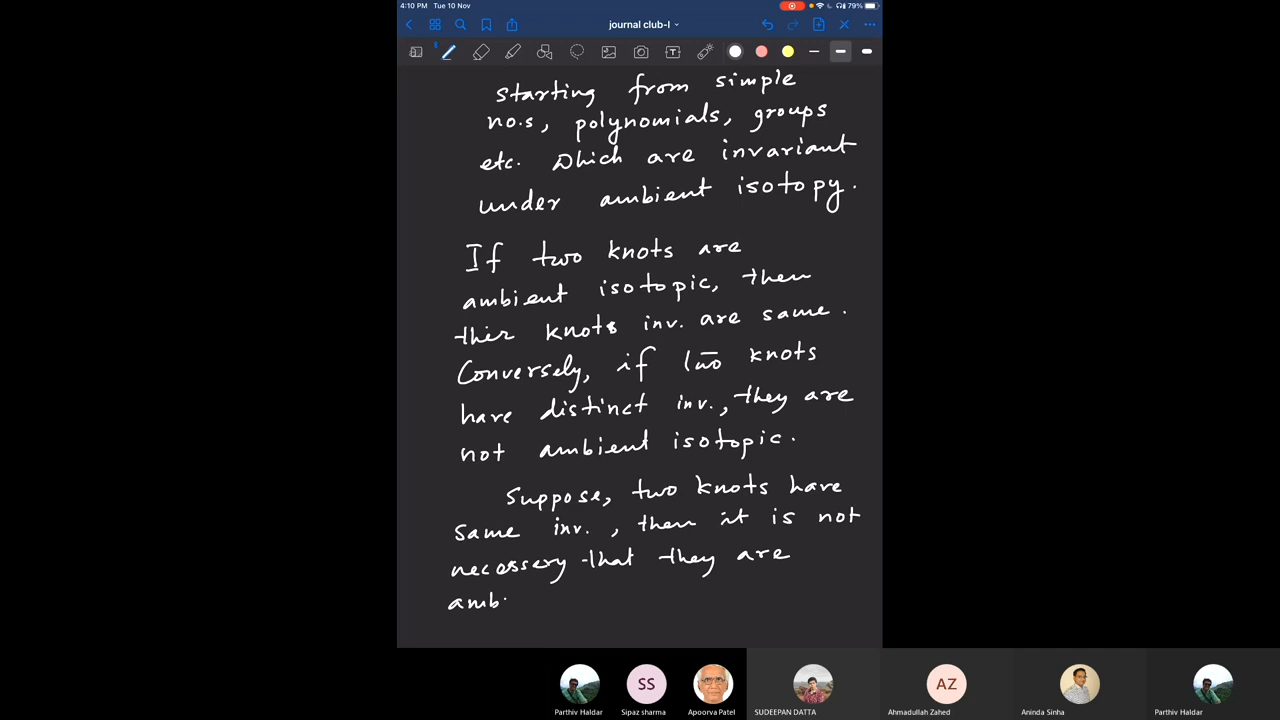 4:10 PM Tue 10 Nov
79%
journal club-I
starting from simple
no.s, polynomials, groups
etc. which are invariant
under ambient isotopy.
If two knots are
ambient isotopic, then
thier knots inv. are same.
Conversely, if two knots
have distinct inv., they are
not ambient isotopic.
Suppose, two knots have
same inv., then it is not
necessery that they are
amb.
SS
AZ
Parthiv Haldar
Sipaz sharma
Apoorva Patel
SUDEEPAN DATTA
Ahmadullah Zahed
Aninda Sinha
Parthiv Haldar